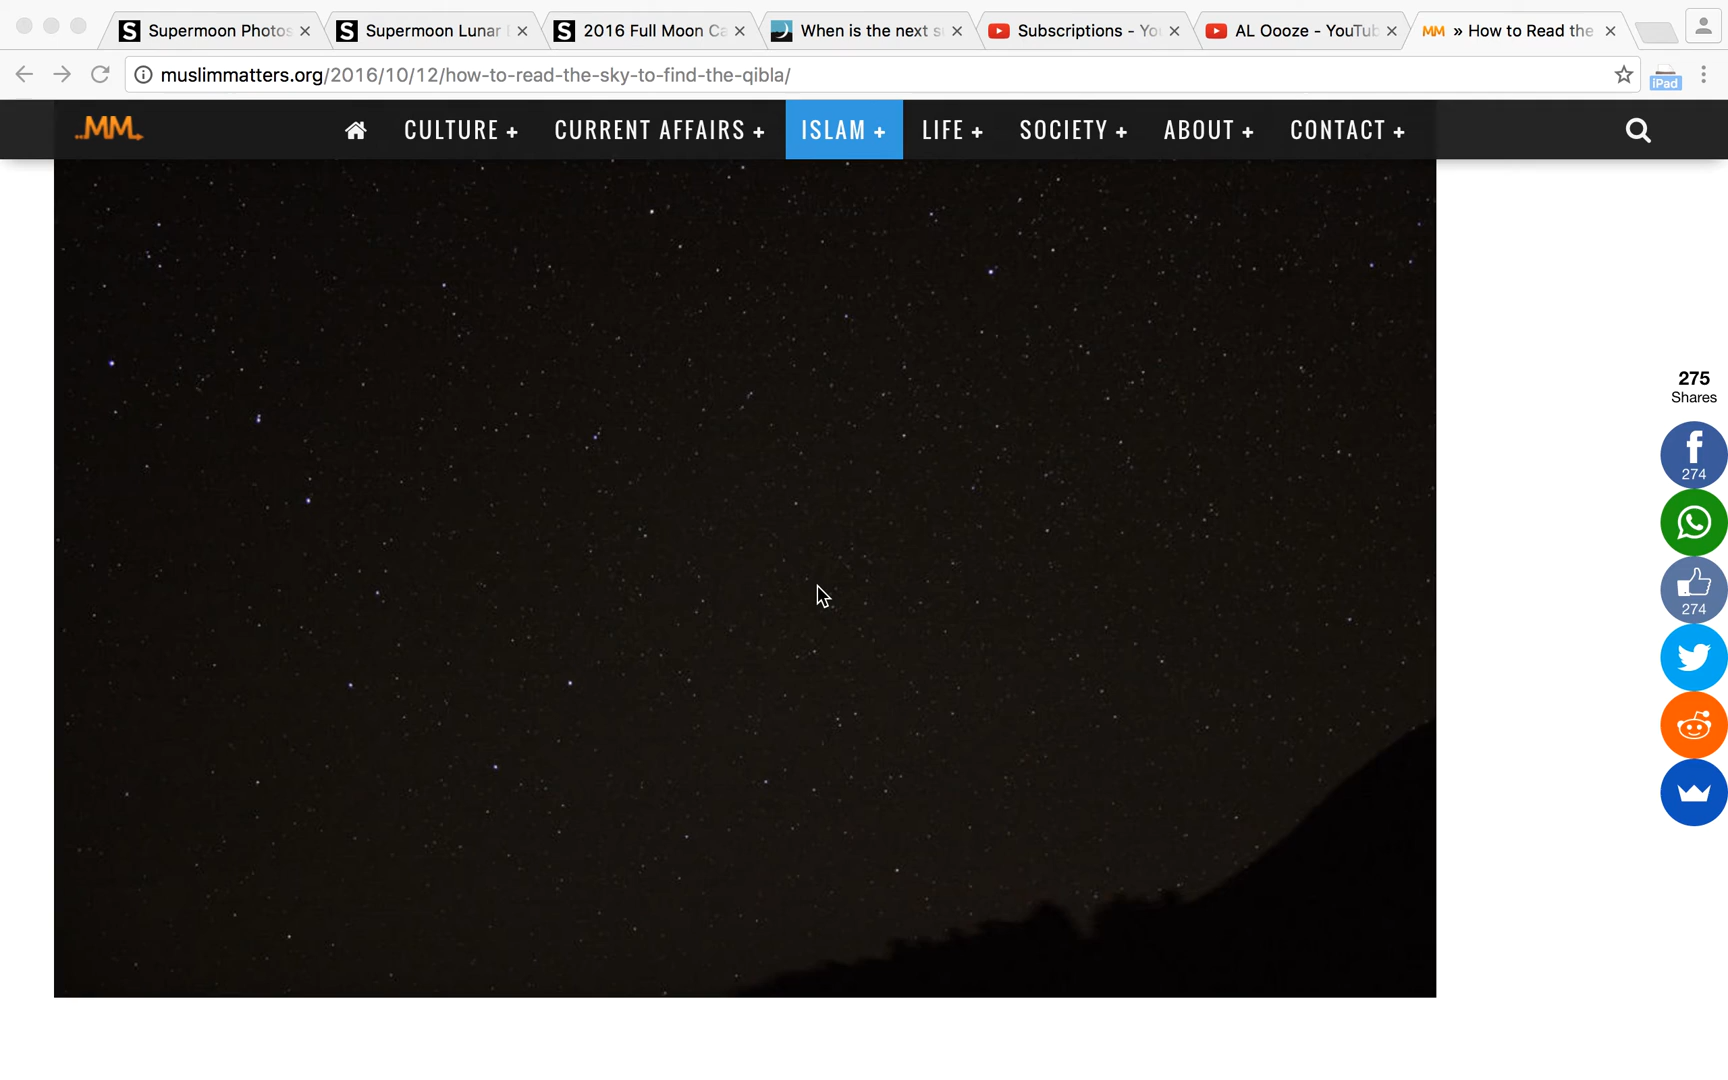 Supermoon Photos
Supermoon Lunar
2016 Full Moon Ca
When is the next s
Subscriptions - Yo
AL Oooze - YouTub
MM » How to Read the
muslimmatters.org/2016/10/12/how-to-read-the-sky-to-find-the-qibla/
iPad
..MM.
CULTURE +
CURRENT AFFAIRS +
ISLAM +
LIFE +
SOCIETY +
ABOUT +
CONTACT +
275
Shares
274
274